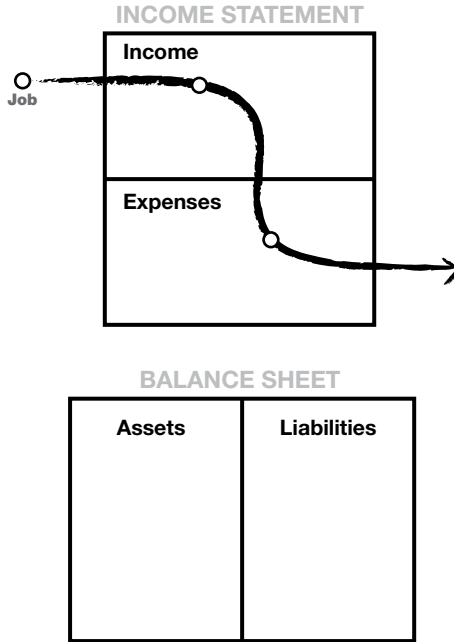 INCOME STATEMENT
Income
Job
Expenses
BALANCE SHEET
Assets
Liabilities